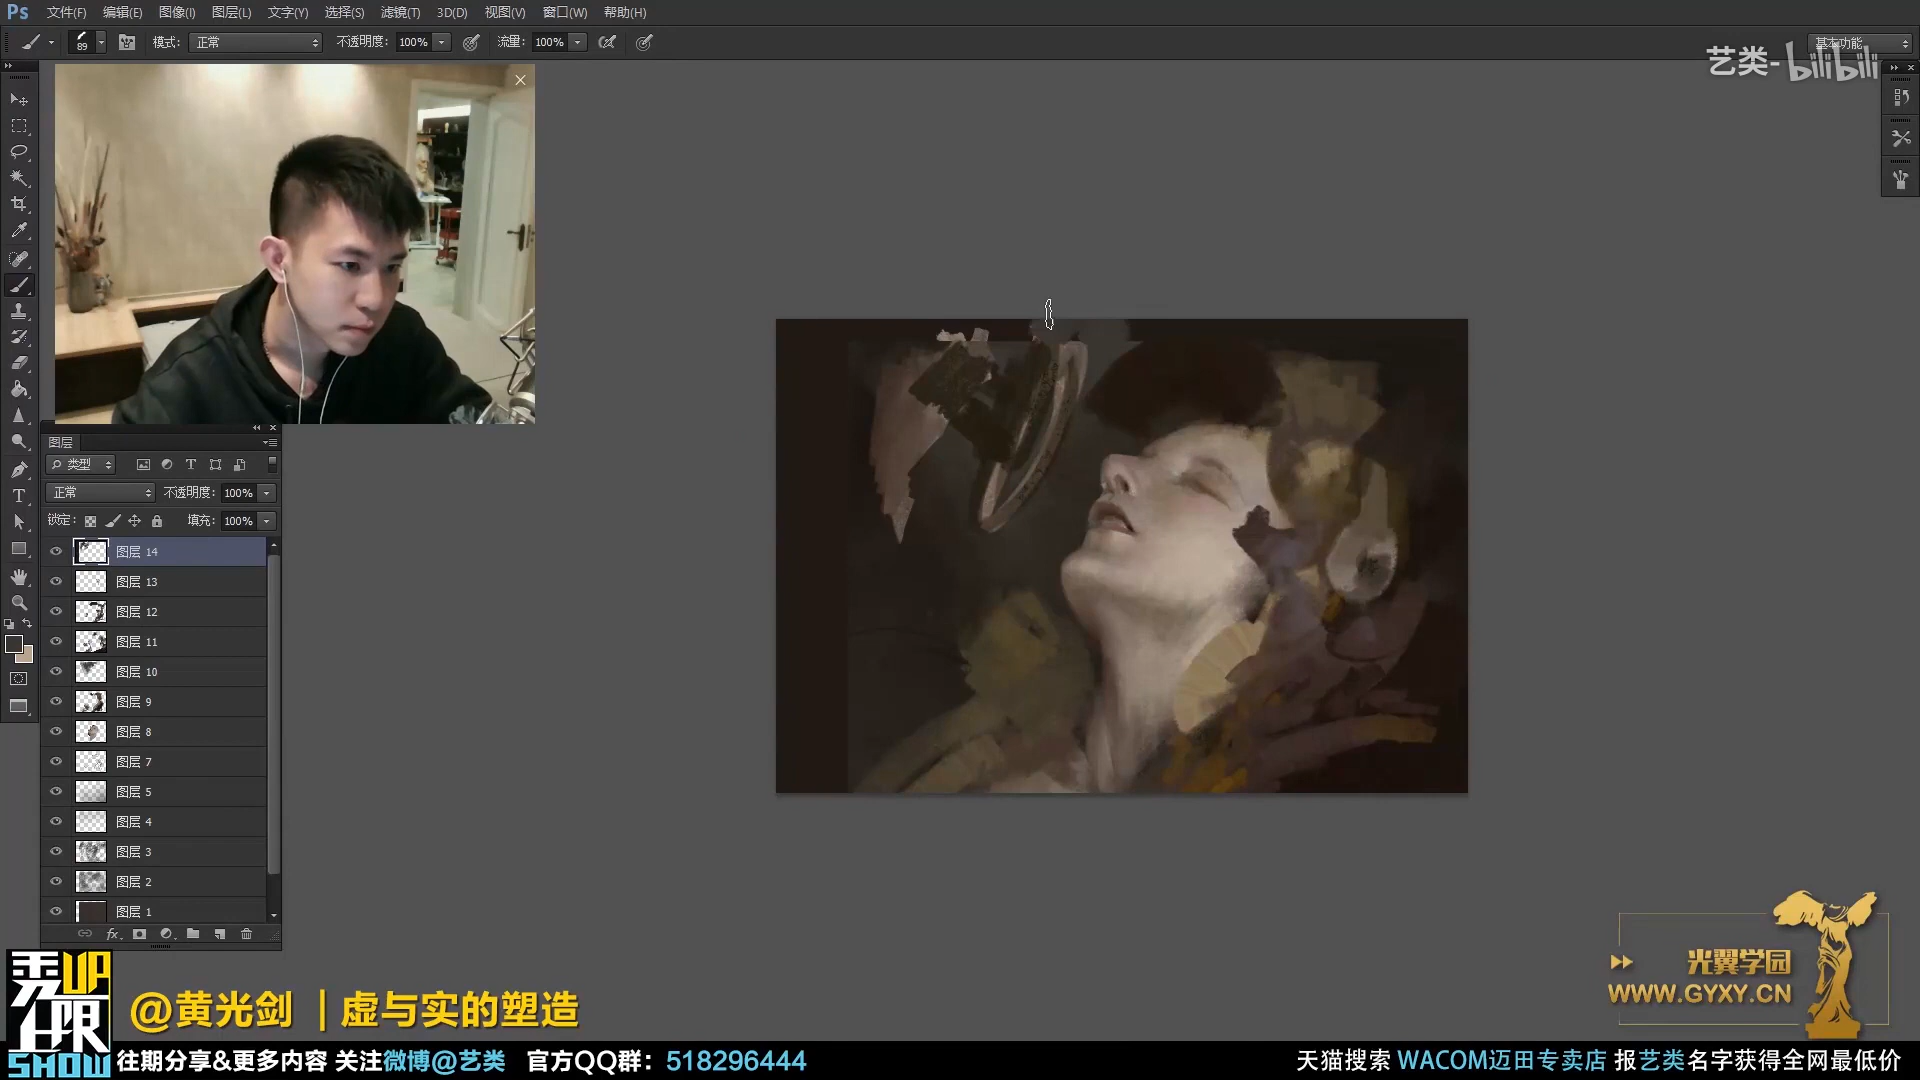 Ps 文件(F) 编辑(E) 图像(I) 图层(L) 文字(Y) 选择(S) 滤镜(T) 3D(D) 视图(V) 窗口(W) 帮助(H)
89 模式: 正常 不透明度: 100% 流量: 100% 基本功能
艺类-bilibili
图层
类型
正常 不透明度: 100%
锁定: 填充: 100%
图层 14
图层 13
图层 12
图层 11
图层 10
图层 9
图层 8
图层 7
图层 5
图层 4
图层 3
图层 2
图层 1
fx
光翼学园
WWW.GYXY.CN
UP
SHOW
@黄光剑 | 虚与实的塑造
往期分享&更多内容 关注微博@艺类 官方QQ群: 518296444
天猫搜索 WACOM迈田专卖店 报艺类名字获得全网最低价